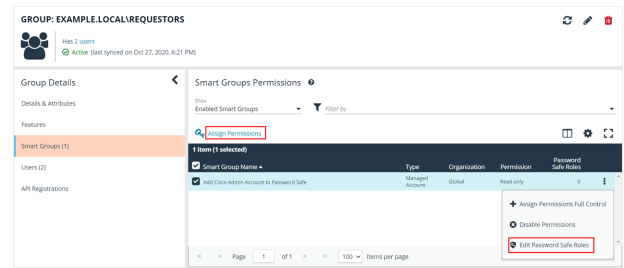 GROUP: EXAMPLE.LOCAL\REQUESTORS
Has 2 users
Active (last synced on Oct 27, 2020, 6:21 PM)
Group Details
Details & Attributes
Features
Smart Groups (1)
Users (2)
API Registrations
Smart Groups Permissions
Show
Enabled Smart Groups
Filter by
Assign Permissions
1 item (1 selected)
Smart Group Name Type Organization Permission Password Safe Roles
Add Cisco Admin Account to Password Safe Managed Account Global Read only 0
Assign Permissions Full Control
Disable Permissions
Edit Password Safe Roles
Page 1 of 1 100 Items per page